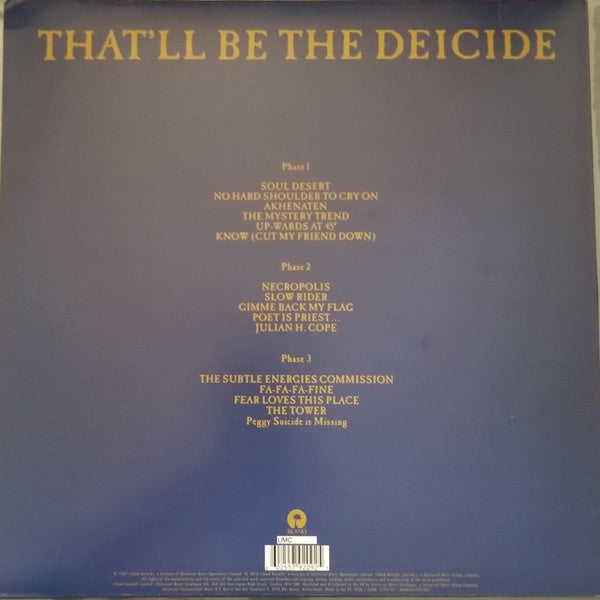 THAT'LL BE THE DEICIDE
Phase 1
SOUL DESERT
NO HARD SHOULDER TO CRY ON
AKHENATEN
THE MYSTERY TREND
UP-WARDS AT 45°
KNOW (CUT MY FRIEND DOWN)
Phase 2
NECROPOLIS
SLOW RIDER
GIMME BACK MY FLAG
POET IS PRIEST...
JULIAN H. COPE
Phase 3
THE SUBTLE ENERGIES COMMISSION
FA-FA-FA-FINE
FEAR LOVES THIS PLACE
THE TOWER
Peggy Suicide is Missing
ISLAND
UMC